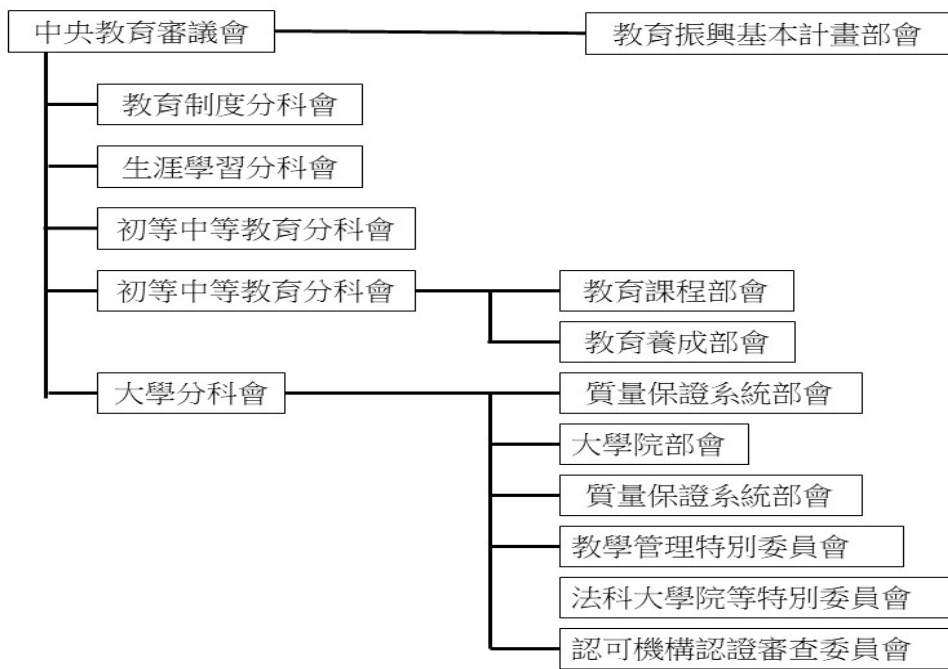 中央教育審議會
教育振興基本計畫部會
教育制度分科會
生涯學習分科會
初等中等教育分科會
初等中等教育分科會
教育課程部會
教育養成部會
大學分科會
質量保證系統部會
大學院部會
質量保證系統部會
教學管理特別委員會
法科大學院等特別委員會
認可機構認證審查委員會